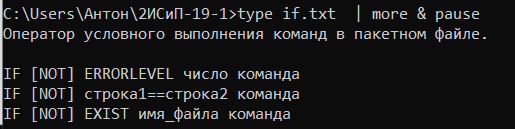 C:\Users\Антон\2ИСиП-19-1>type if.txt  | more & pause
Оператор условного выполнения команд в пакетном файле.
IF [NOT] ERRORLEVEL число команда
IF [NOT] строка1==строка2 команда
IF [NOT] EXIST имя_файла команда